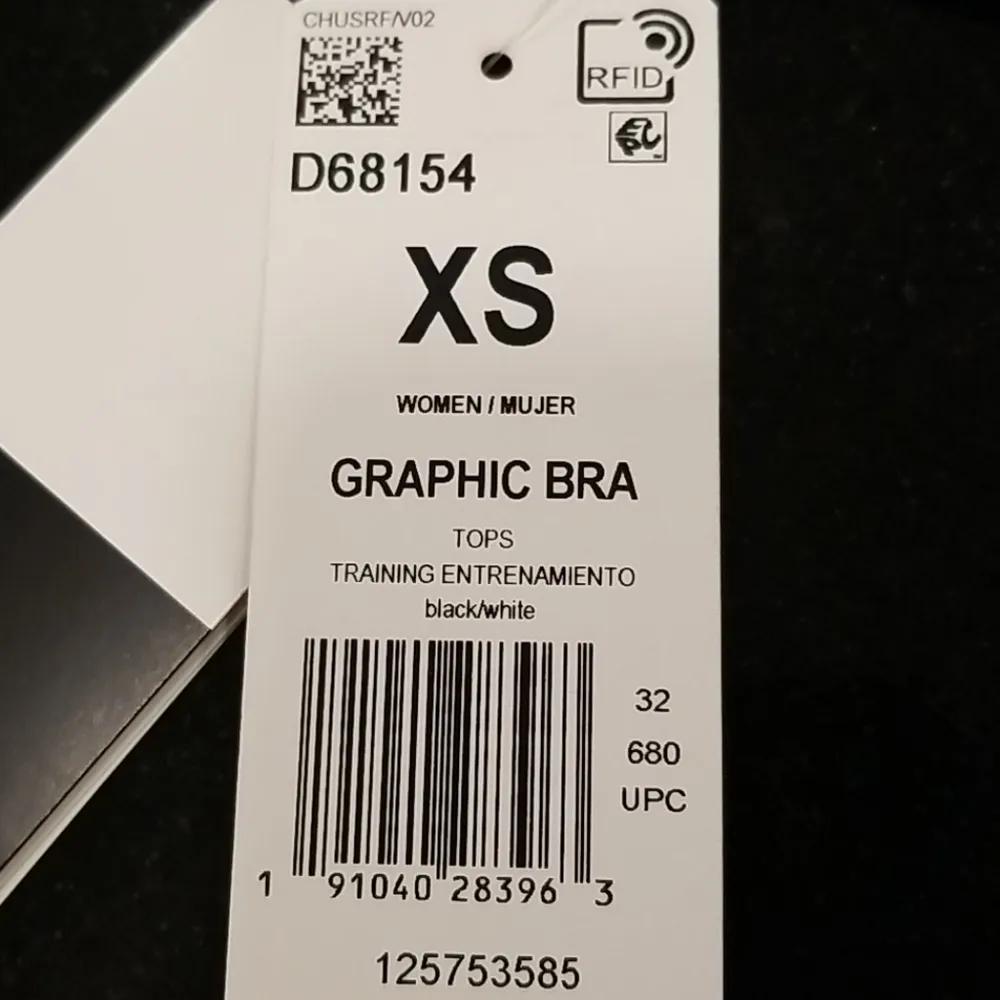 CHUSRF/V02
RFID
EPC
D68154
XS
WOMEN / MUJER
GRAPHIC BRA
TOPS
TRAINING ENTRENAMIENTO
black/white
32
680
UPC
1 91040 28396 3
125753585